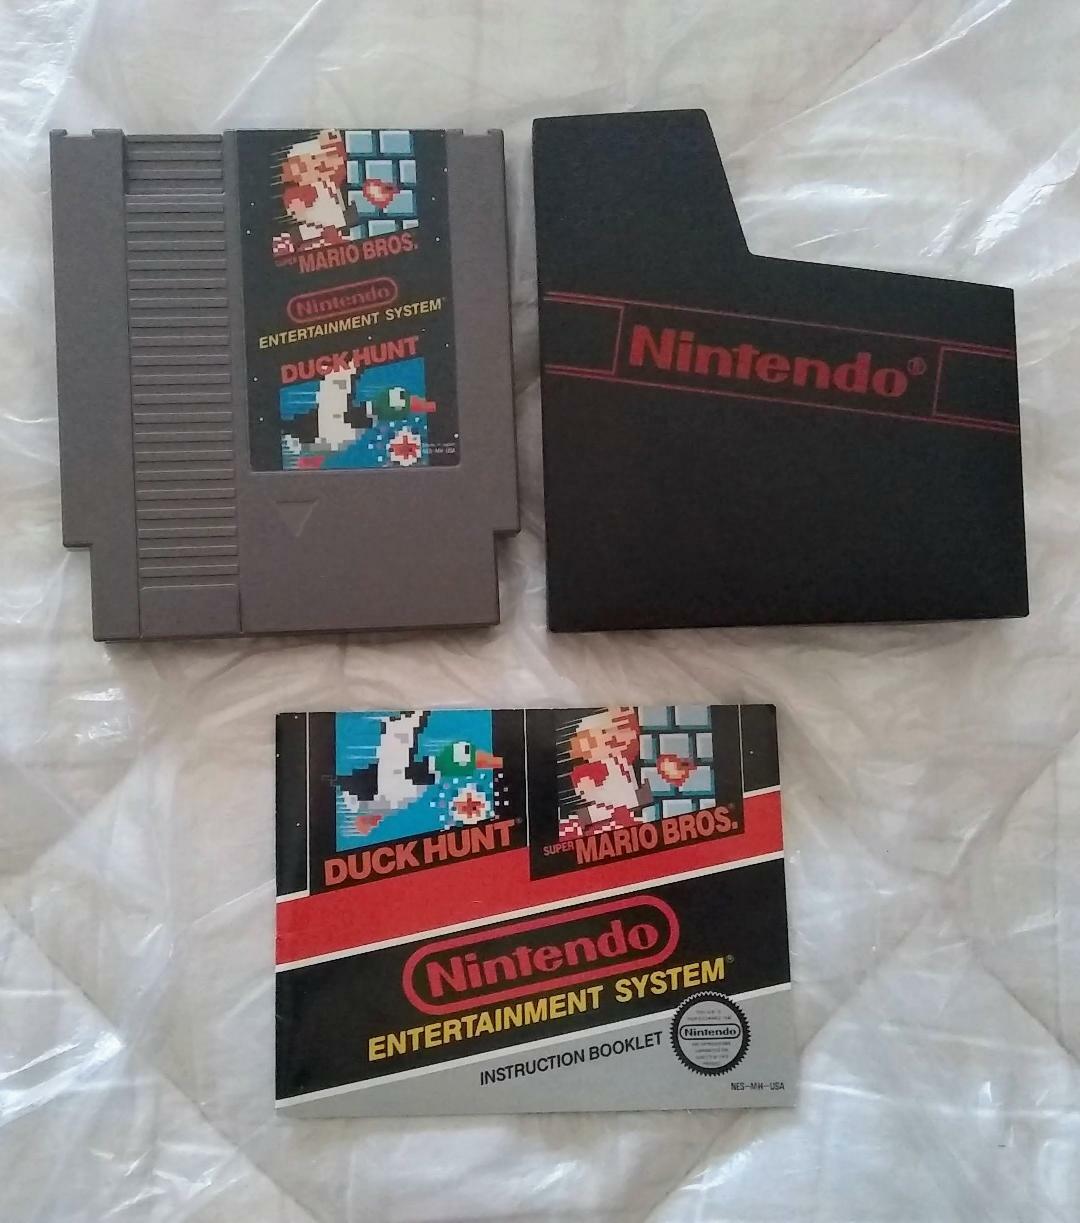 SUPER
MARIO BROS.
Nintendo
ENTERTAINMENT SYSTEM
DUCK HUNT
NES-MH-USA
Nintendo®
DUCK HUNT
SUPER MARIO BROS.
Nintendo
ENTERTAINMENT SYSTEM®
INSTRUCTION BOOKLET
Nintendo
NES-MH-USA